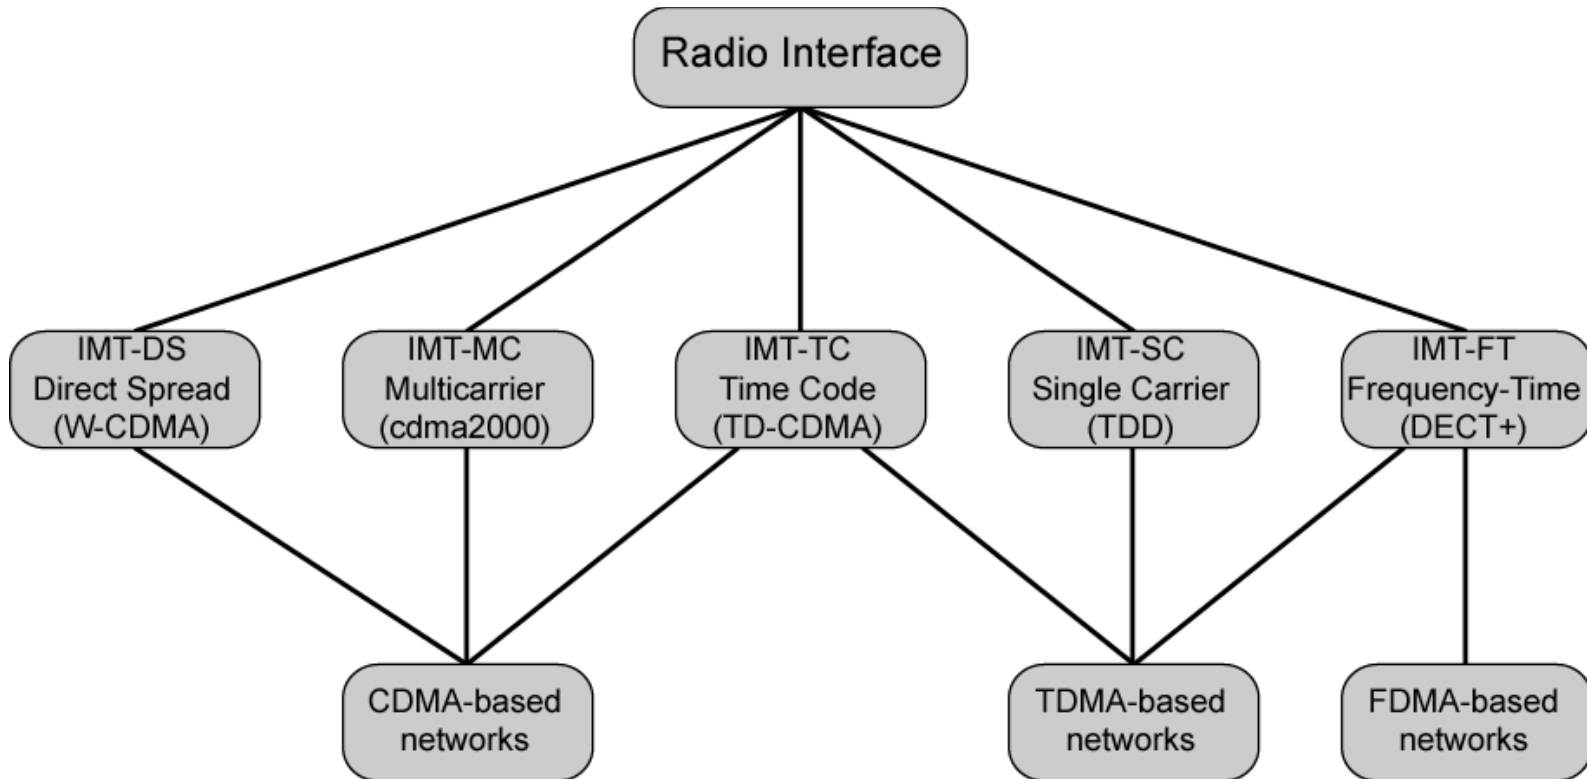 Radio Interface
IMT-DS
Direct Spread
(W-CDMA)
IMT-MC
Multicarrier
(cdma2000)
IMT-TC
Time Code
(TD-CDMA)
IMT-SC
Single Carrier
(TDD)
IMT-FT
Frequency-Time
(DECT+)
CDMA-based
networks
TDMA-based
networks
FDMA-based
networks